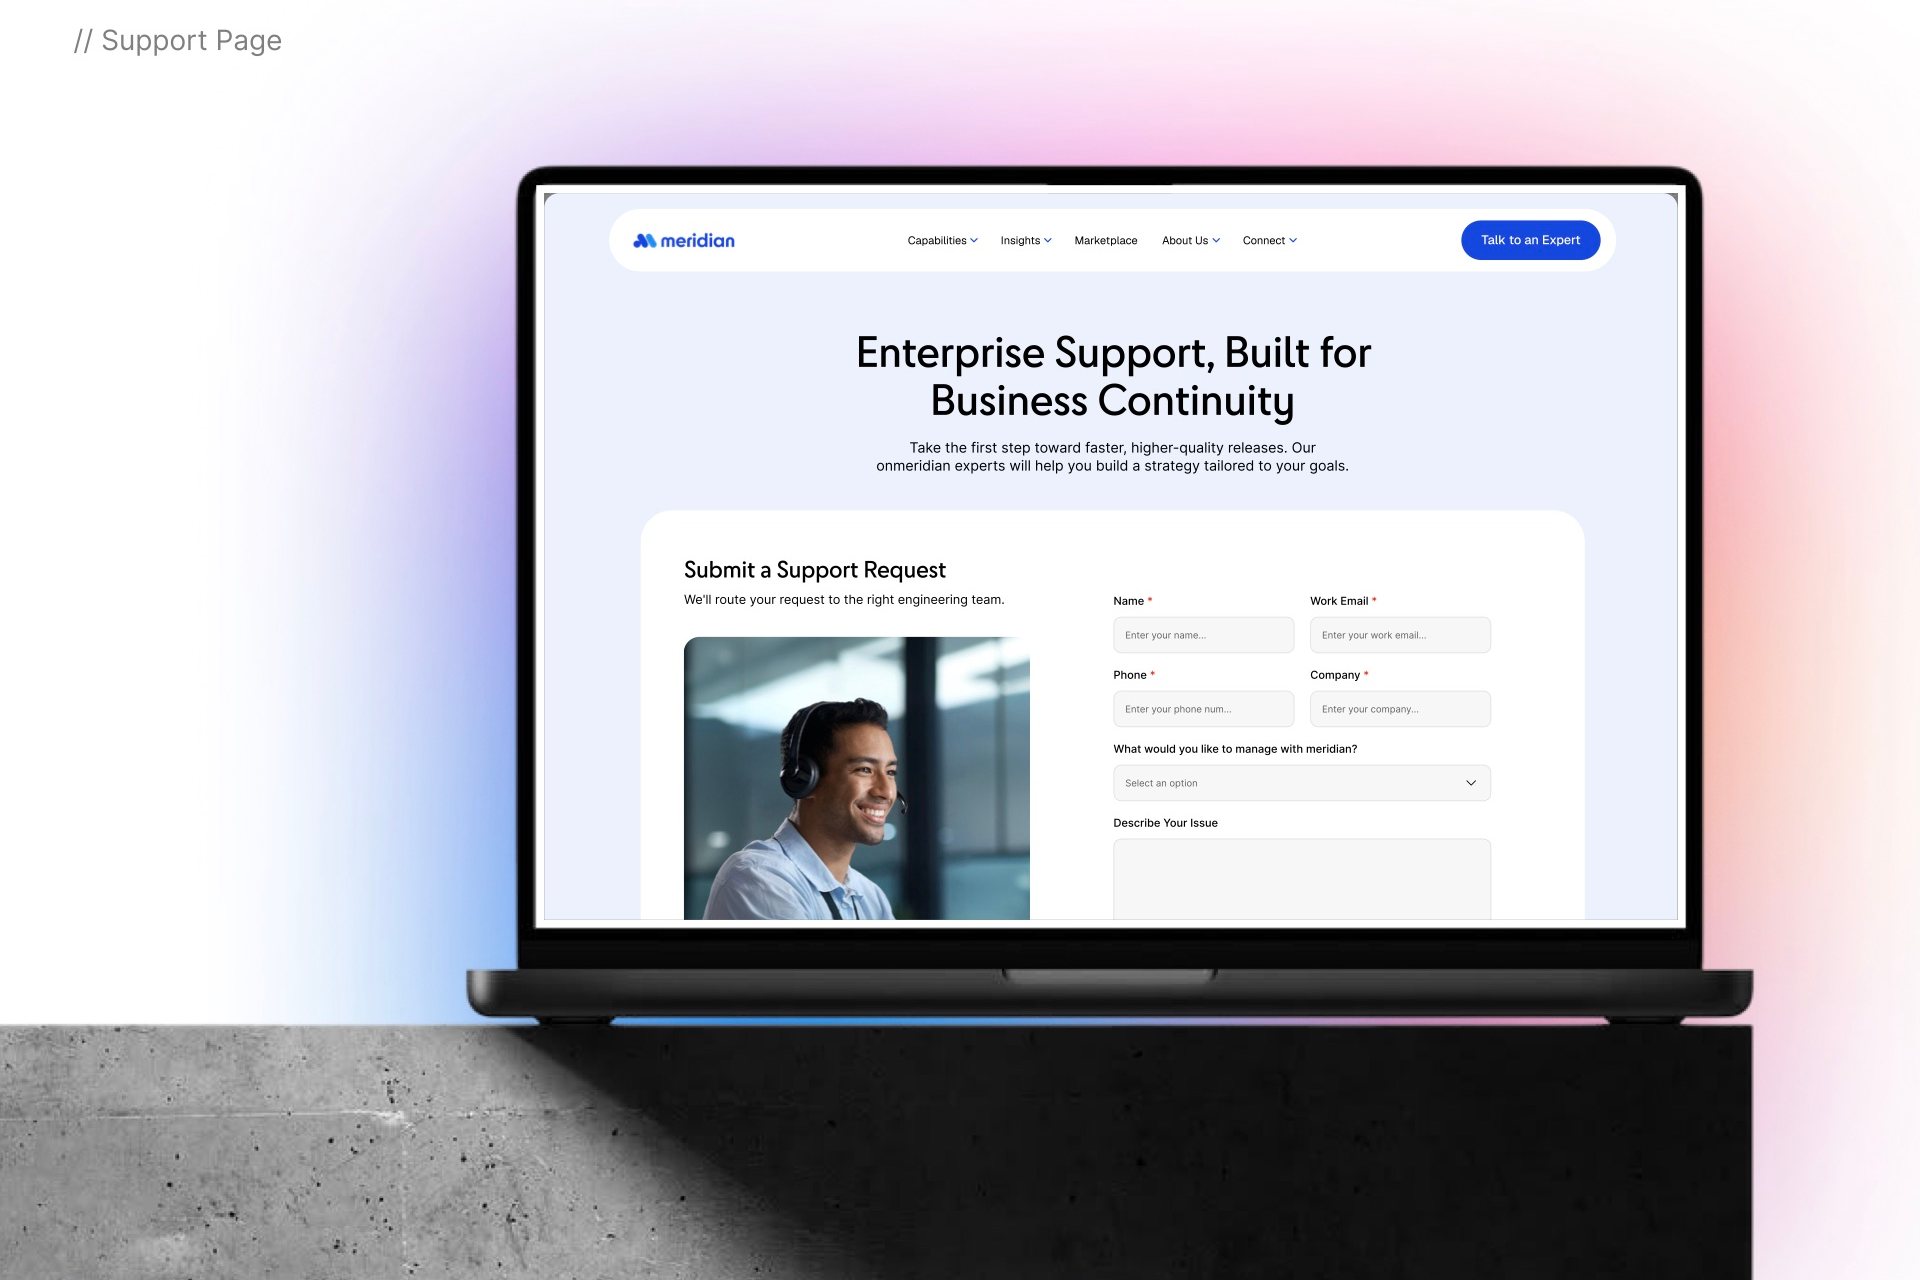 // Support Page
meridian
Capabilities
Insights
Marketplace
About Us
Connect
Talk to an Expert
Enterprise Support, Built for
Business Continuity
Take the first step toward faster, higher-quality releases. Our
onmeridian experts will help you build a strategy tailored to your goals.
Submit a Support Request
We'll route your request to the right engineering team.
Name *
Work Email *
Enter your name...
Enter your work email...
Phone *
Company *
Enter your phone num...
Enter your company...
What would you like to manage with meridian?
Select an option
Describe Your Issue